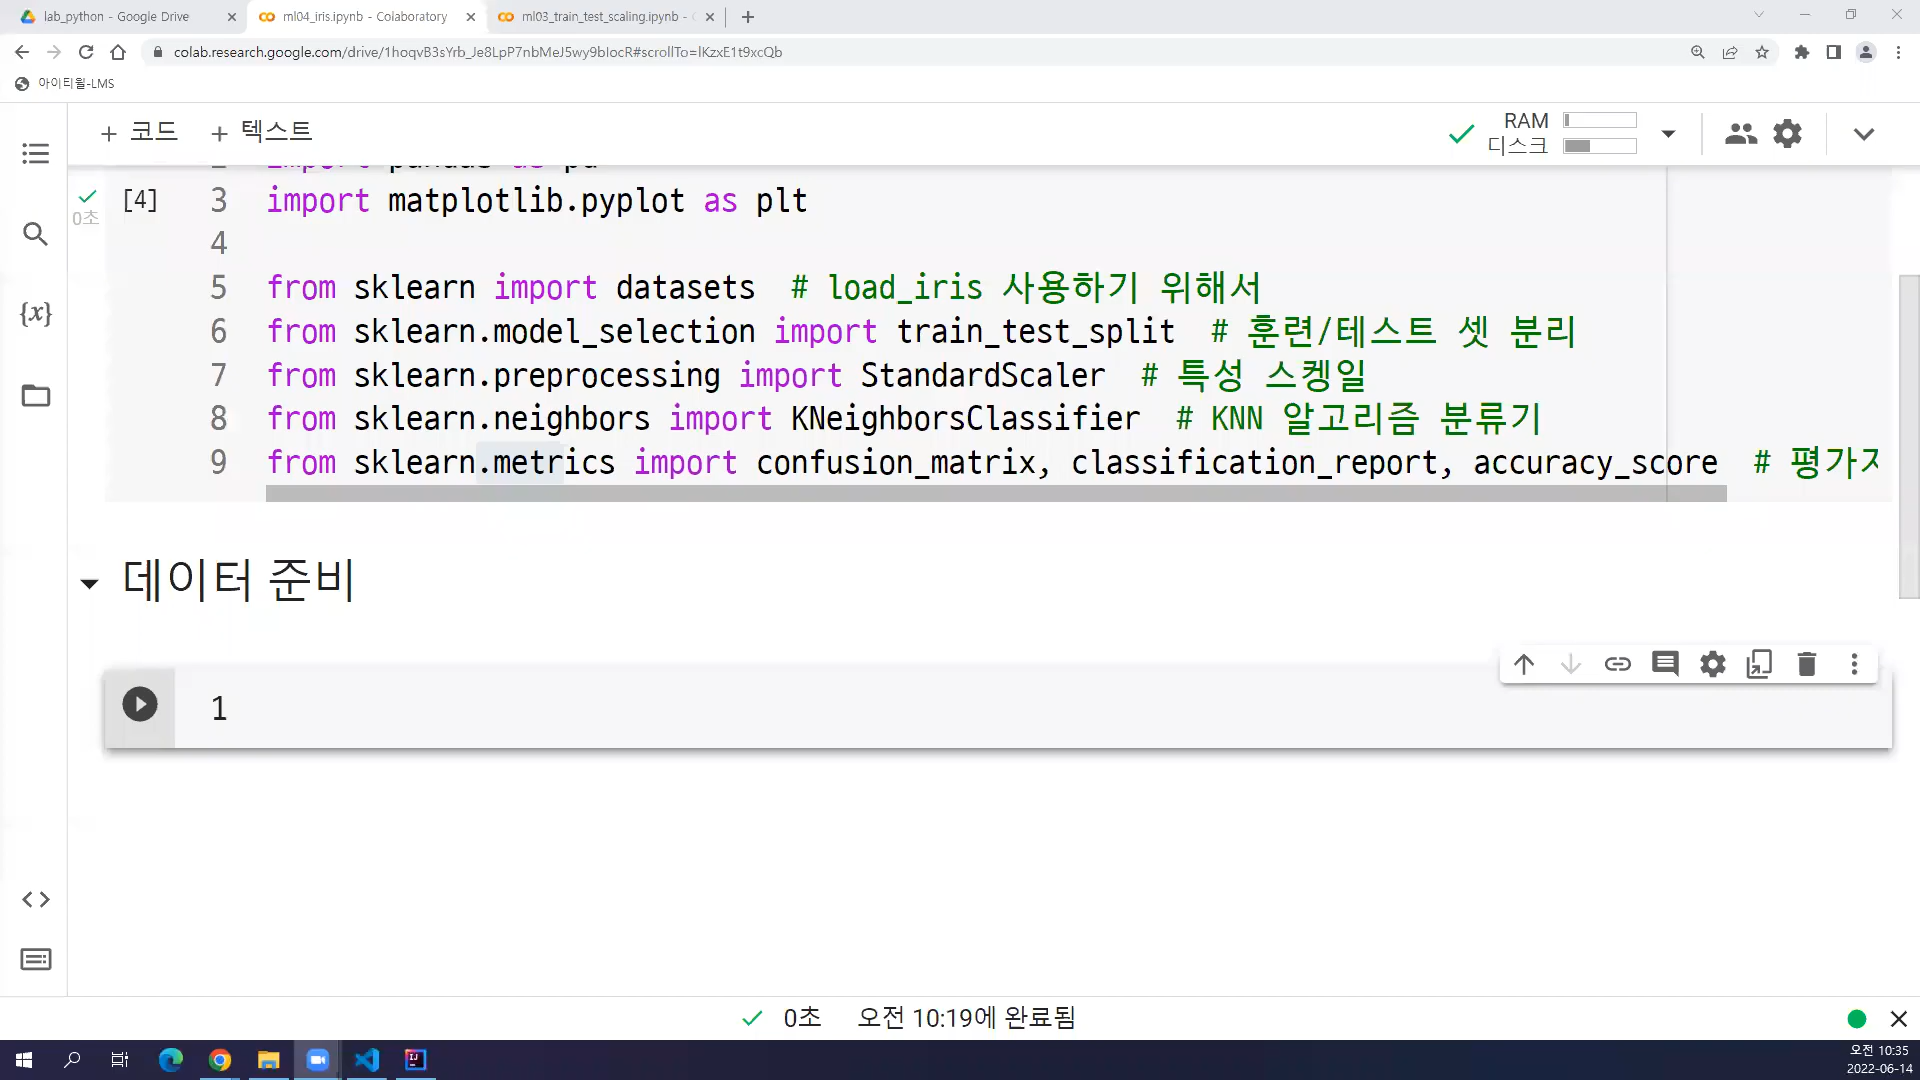 lab_python - Google Drive
ml04_iris.ipynb - Colaboratory
ml03_train_test_scaling.ipynb -
colab.research.google.com/drive/1hoqvB3sYrb_Je8LpP7nbMeJ5wy9blocR#scrollTo=lKzxE1t9xcQb
아이티윌-LMS
+ 코드 + 텍스트
RAM
디스크
import pandas as pd
[4] 3 import matplotlib.pyplot as plt
0초
4
5 from sklearn import datasets # load_iris 사용하기 위해서
6 from sklearn.model_selection import train_test_split # 훈련/테스트 셋 분리
7 from sklearn.preprocessing import StandardScaler # 특성 스켕일
8 from sklearn.neighbors import KNeighborsClassifier # KNN 알고리즘 분류기
9 from sklearn.metrics import confusion_matrix, classification_report, accuracy_score # 평가
{x}
데이터 준비
1
0초 오전 10:19에 완료됨
오전 10:35
2022-06-14